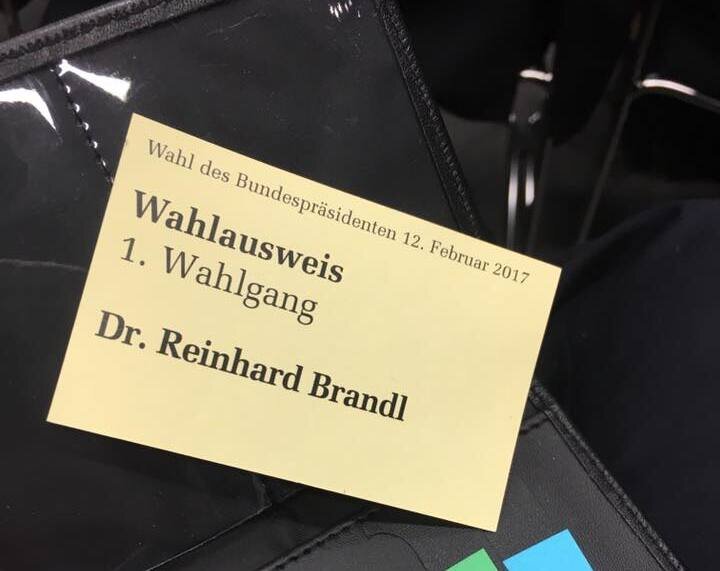 Wahl des Bundespräsidenten 12. Februar 2017
Wahlausweis
1. Wahlgang
Dr. Reinhard Brandl